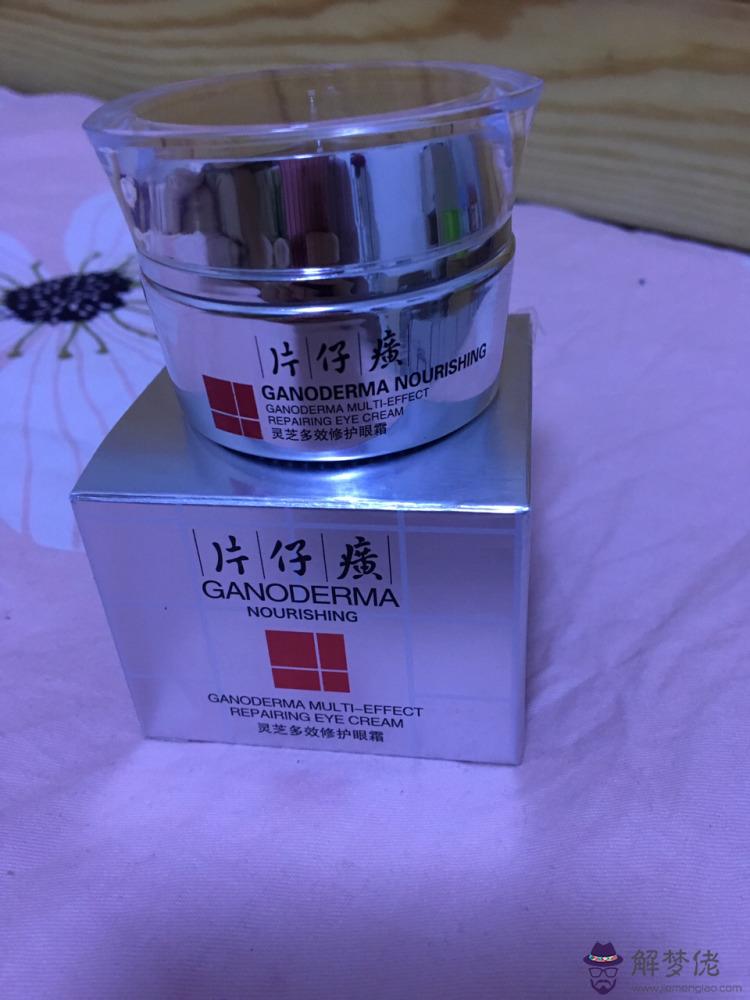 片仔癀
GANODERMA NOURISHING
GANODERMA MULTI-EFFECT
REPAIRING EYE CREAM
灵芝多效修护眼霜
片仔癀
GANODERMA
NOURISHING
GANODERMA MULTI-EFFECT
REPAIRING EYE CREAM
灵芝多效修护眼霜
解梦佬
www.jiemenglao.com